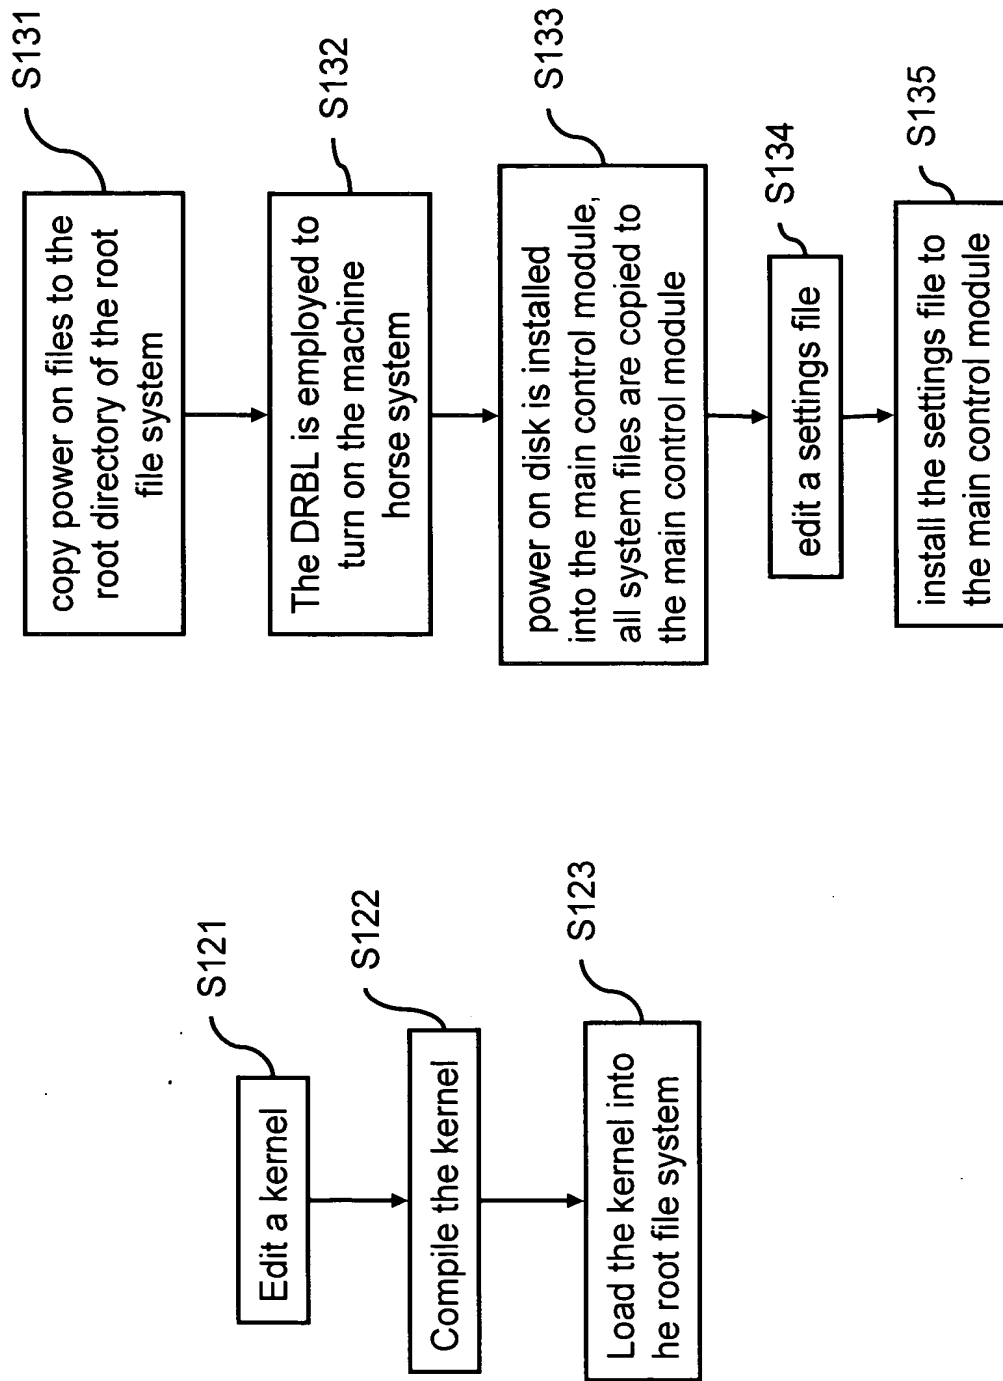 Edit a kernel
S121
Compile the kernel
S122
Load the kernel into
he root file system
S123
copy power on files to the
root directory of the root
file system
S131
The DRBL is employed to
turn on the machine
horse system
S132
power on disk is installed
into the main control module,
all system files are copied to
the main control module
S133
edit a settings file
S134
install the settings file to
the main control module
S135